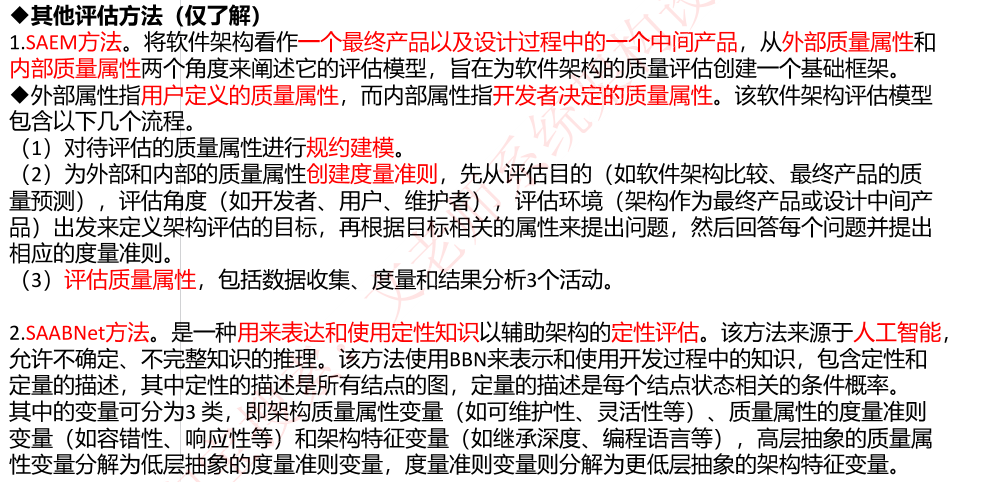 ◆其他评估方法（仅了解）
1.SAEM方法。将软件架构看作一个最终产品以及设计过程中的一个中间产品，从外部质量属性和
内部质量属性两个角度来阐述它的评估模型，旨在为软件架构的质量评估创建一个基础框架。
◆外部属性指用户定义的质量属性，而内部属性指开发者决定的质量属性。该软件架构评估模型
包含以下几个流程。
（1）对待评估的质量属性进行规约建模。
（2）为外部和内部的质量属性创建度量准则，先从评估目的（如软件架构比较、最终产品的质
量预测），评估角度（如开发者、用户、维护者），评估环境（架构作为最终产品或设计中间产
品）出发来定义架构评估的目标，再根据目标相关的属性来提出问题，然后回答每个问题并提出
相应的度量准则。
（3）评估质量属性，包括数据收集、度量和结果分析3个活动。
2.SAABNet方法。是一种用来表达和使用定性知识以辅助架构的定性评估。该方法来源于人工智能，
允许不确定、不完整知识的推理。该方法使用BBN来表示和使用开发过程中的知识，包含定性和
定量的描述，其中定性的描述是所有结点的图，定量的描述是每个结点状态相关的条件概率。
其中的变量可分为3 类，即架构质量属性变量（如可维护性、灵活性等）、质量属性的度量准则
变量（如容错性、响应性等）和架构特征变量（如继承深度、编程语言等），高层抽象的质量属
性变量分解为低层抽象的度量准则变量，度量准则变量则分解为更低层抽象的架构特征变量。